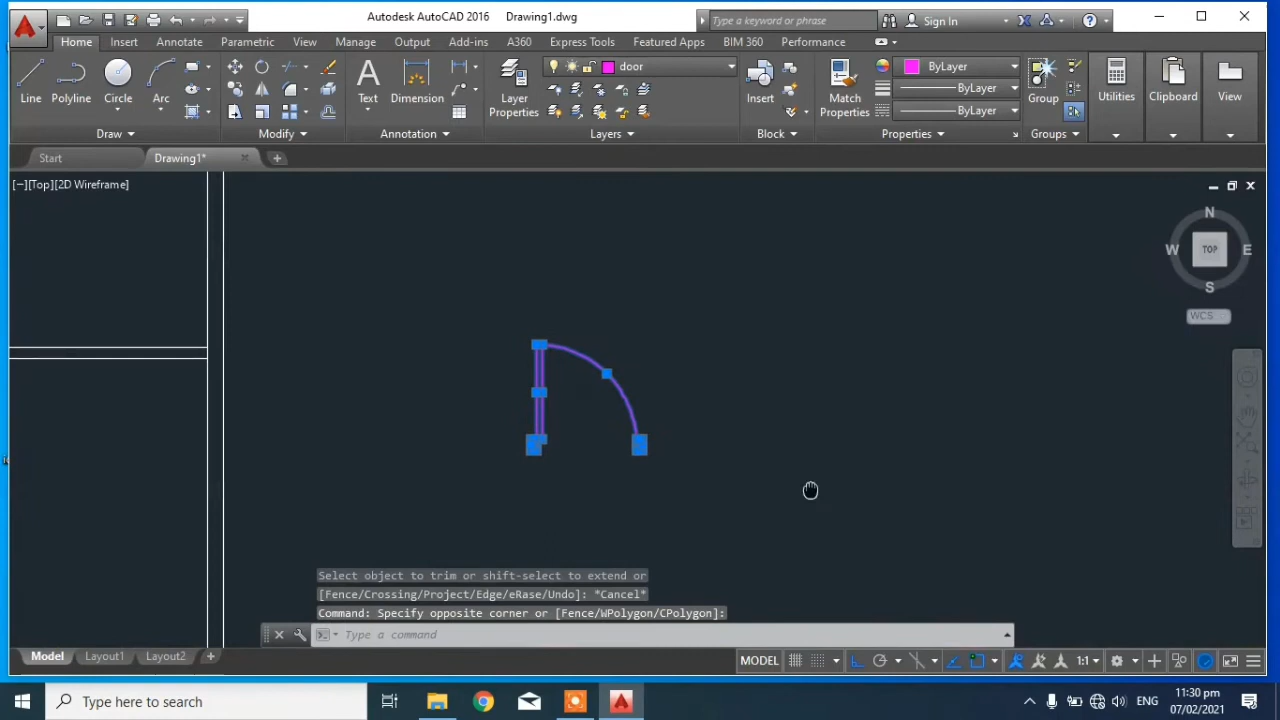 Autodesk AutoCAD 2016 Drawing1.dwg
Type a keyword or phrase
Sign In
Home Insert Annotate Parametric View Manage Output Add-ins A360 Express Tools Featured Apps BIM 360 Performance
door
ByLayer
ByLayer
ByLayer
Line Polyline Circle Arc
Text Dimension
Layer Properties
Insert
Match Properties
Group
Utilities
Clipboard
View
Draw Modify Annotation Layers Block Properties Groups
Start Drawing1*
[−][Top][2D Wireframe]
N
W TOP E
S
WCS
Select object to trim or shift-select to extend or
[Fence/Crossing/Project/Edge/eRase/Undo]: *Cancel*
Command: Specify opposite corner or [Fence/WPolygon/CPolygon]:
Type a command
Model Layout1 Layout2
MODEL 1:1
Type here to search
ENG
11:30 pm
07/02/2021